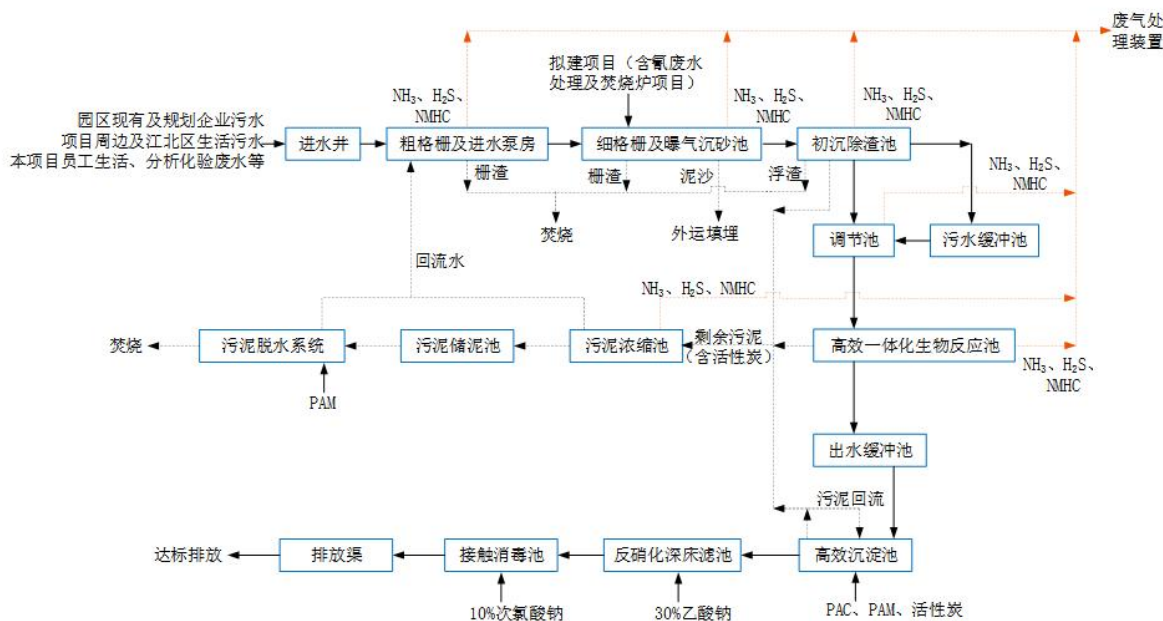 废气处
理装置
拟建项目（含氰废水
处理及焚烧炉项目）
NH₃、H₂S、
NMHC
NH₃、H₂S、
NMHC
NH₃、H₂S、
NMHC
园区现有及规划企业污水
项目周边及江北区生活污水
本项目员工生活、分析化验废水等
进水井
粗格栅及进水泵房
细格栅及曝气沉砂池
初沉除渣池
栅渣
栅渣
泥沙
浮渣
NH₃、H₂S、
NMHC
焚烧
外运填埋
调节池
污水缓冲池
回流水
NH₃、H₂S、NMHC
焚烧
污泥脱水系统
污泥储泥池
污泥浓缩池
剩余污泥
（含活性炭）
高效一体化生物反应池
NH₃、H₂S、
NMHC
PAM
出水缓冲池
污泥回流
达标排放
排放渠
接触消毒池
反硝化深床滤池
高效沉淀池
10%次氯酸钠
30%乙酸钠
PAC、PAM、活性炭